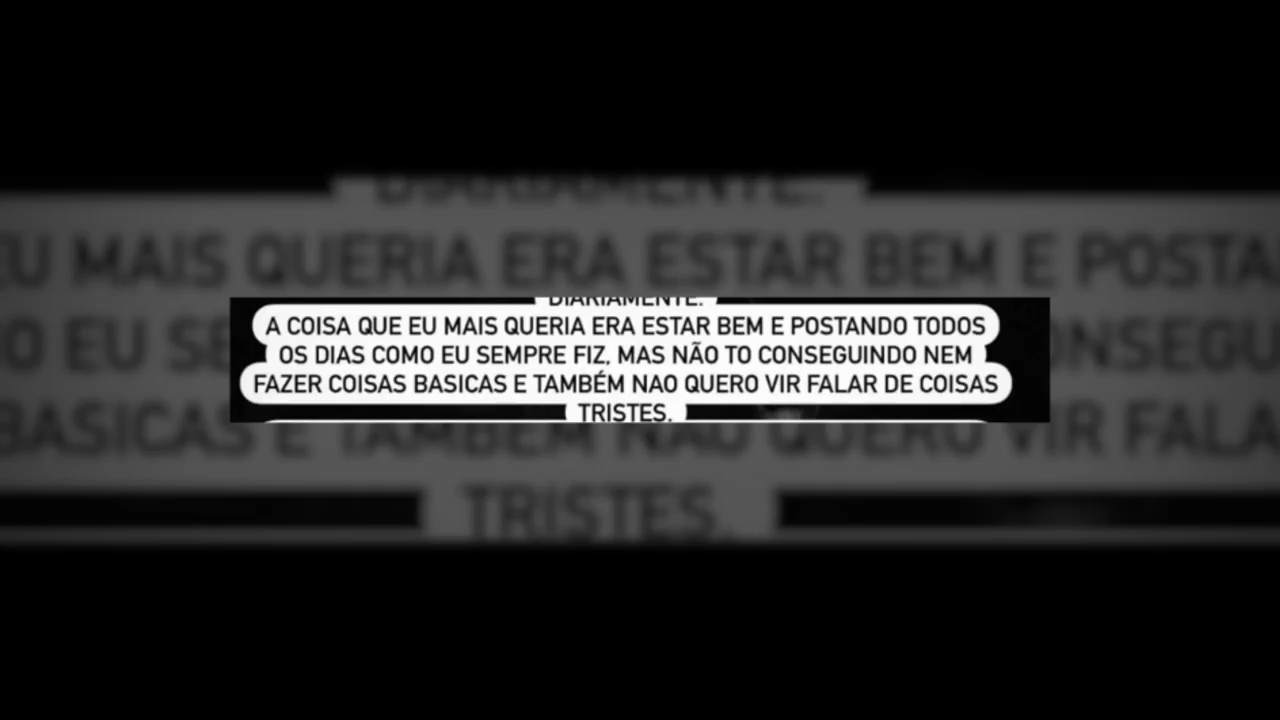 DIARIAMENTE.
A COISA QUE EU MAIS QUERIA ERA ESTAR BEM E POSTANDO TODOS
OS DIAS COMO EU SEMPRE FIZ, MAS NÃO TO CONSEGUINDO NEM
FAZER COISAS BASICAS E TAMBÉM NAO QUERO VIR FALAR DE COISAS
TRISTES.